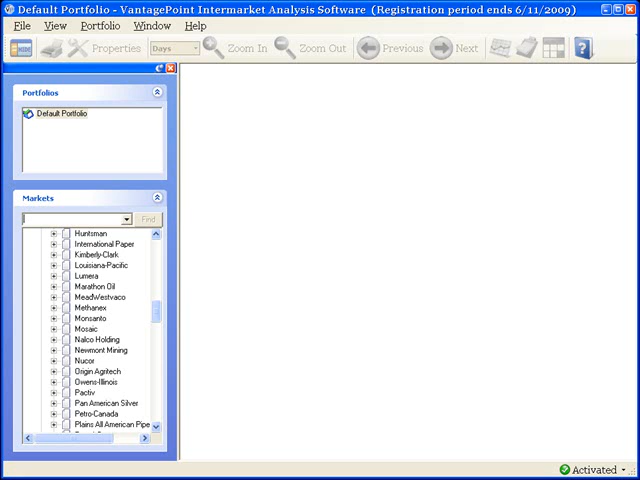 Default Portfolio - VantagePoint Intermarket Analysis Software (Registration period ends 6/11/2009)
File View Portfolio Window Help
HIDE Properties Days Zoom In Zoom Out Previous Next
Portfolios
Default Portfolio
Markets
Find
Huntsman
International Paper
Kimberly-Clark
Louisiana-Pacific
Lumera
Marathon Oil
MeadWestvaco
Methanex
Monsanto
Mosaic
Nalco Holding
Newmont Mining
Nucor
Origin Agritech
Owens-Illinois
Pactiv
Pan American Silver
Petro-Canada
Plains All American Pipe
Activated